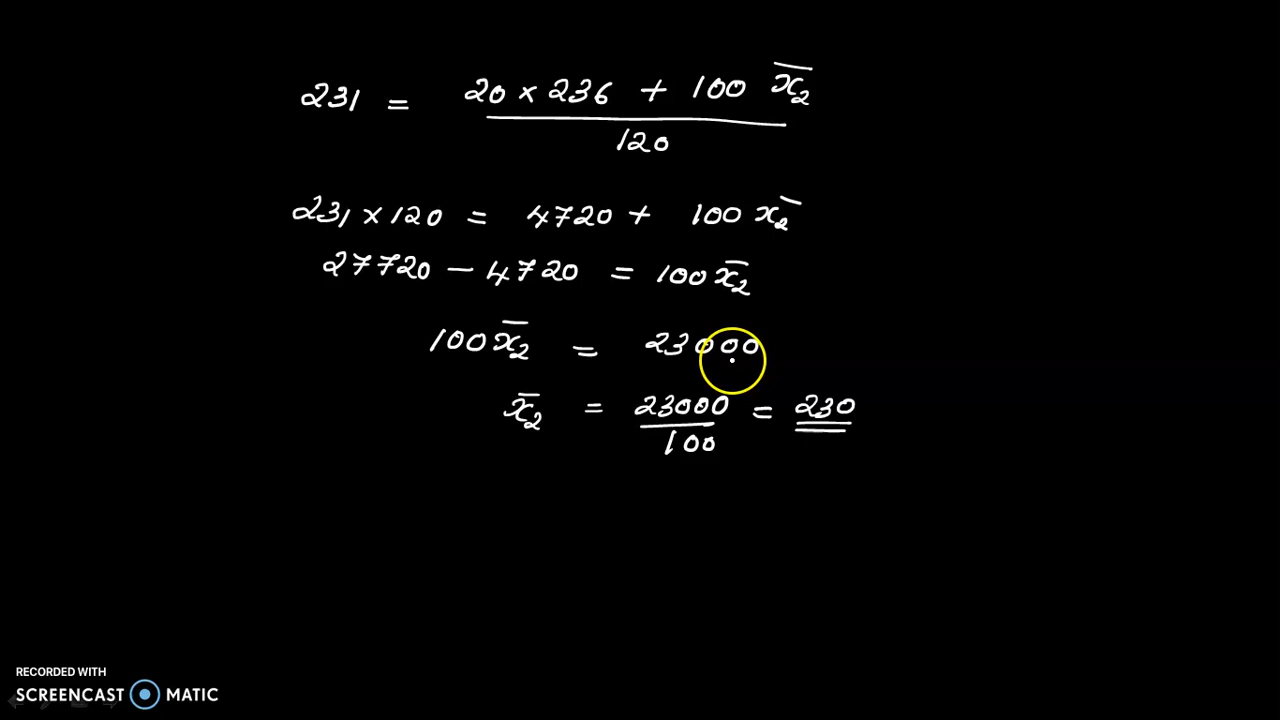 231 = 20 × 236 + 100 x̄₂
120
231 × 120 = 4720 + 100 x̄₂
27720 − 4720 = 100 x̄₂
100 x̄₂ = 23000
x̄₂ = 23000 = 230
100
RECORDED WITH
SCREENCAST MATIC